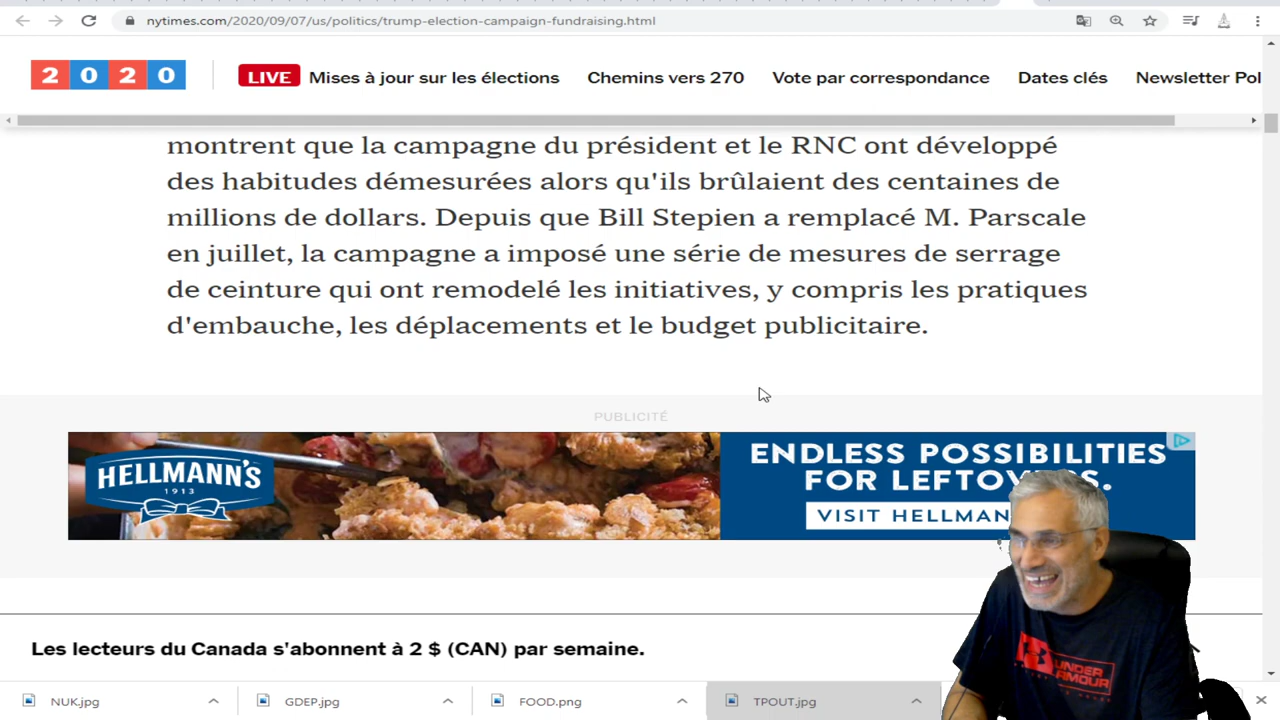 nytimes.com/2020/09/07/us/politics/trump-election-campaign-fundraising.html
2020 LIVE Mises à jour sur les élections Chemins vers 270 Vote par correspondance Dates clés Newsletter Pol
montrent que la campagne du président et le RNC ont développé
des habitudes démesurées alors qu'ils brûlaient des centaines de
millions de dollars. Depuis que Bill Stepien a remplacé M. Parscale
en juillet, la campagne a imposé une série de mesures de serrage
de ceinture qui ont remodelé les initiatives, y compris les pratiques
d'embauche, les déplacements et le budget publicitaire.
PUBLICITÉ
HELLMANN'S
1913
ENDLESS POSSIBILITIES
FOR LEFTOV RS.
VISIT HELLMAN
Les lecteurs du Canada s'abonnent à 2 $ (CAN) par semaine.
UNDER
ARMOUR
NUK.jpg GDEP.jpg FOOD.png TPOUT.jpg